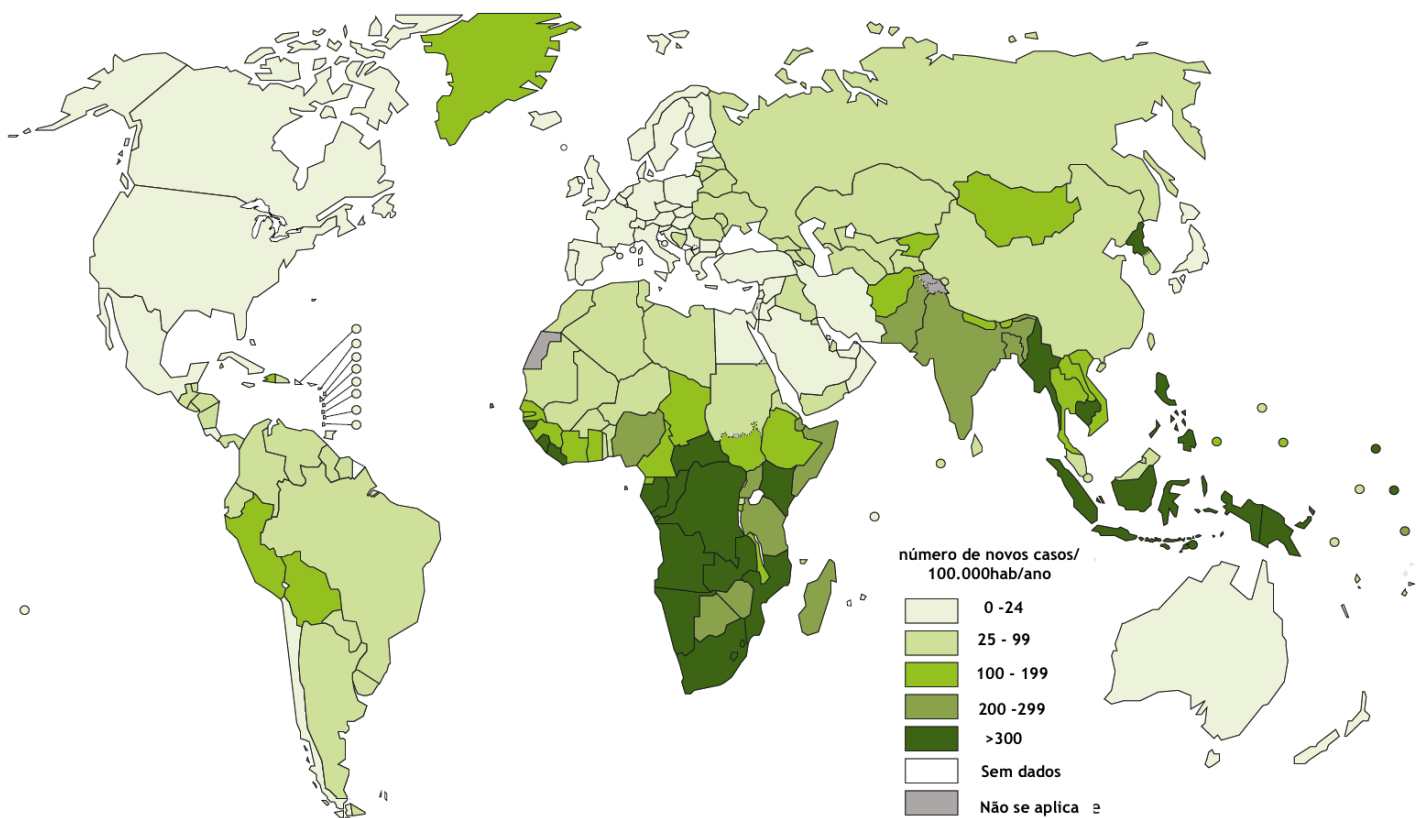 número de novos casos/
100.000hab/ano
0 -24
25 - 99
100 - 199
200 -299
>300
Sem dados
Não se aplica e